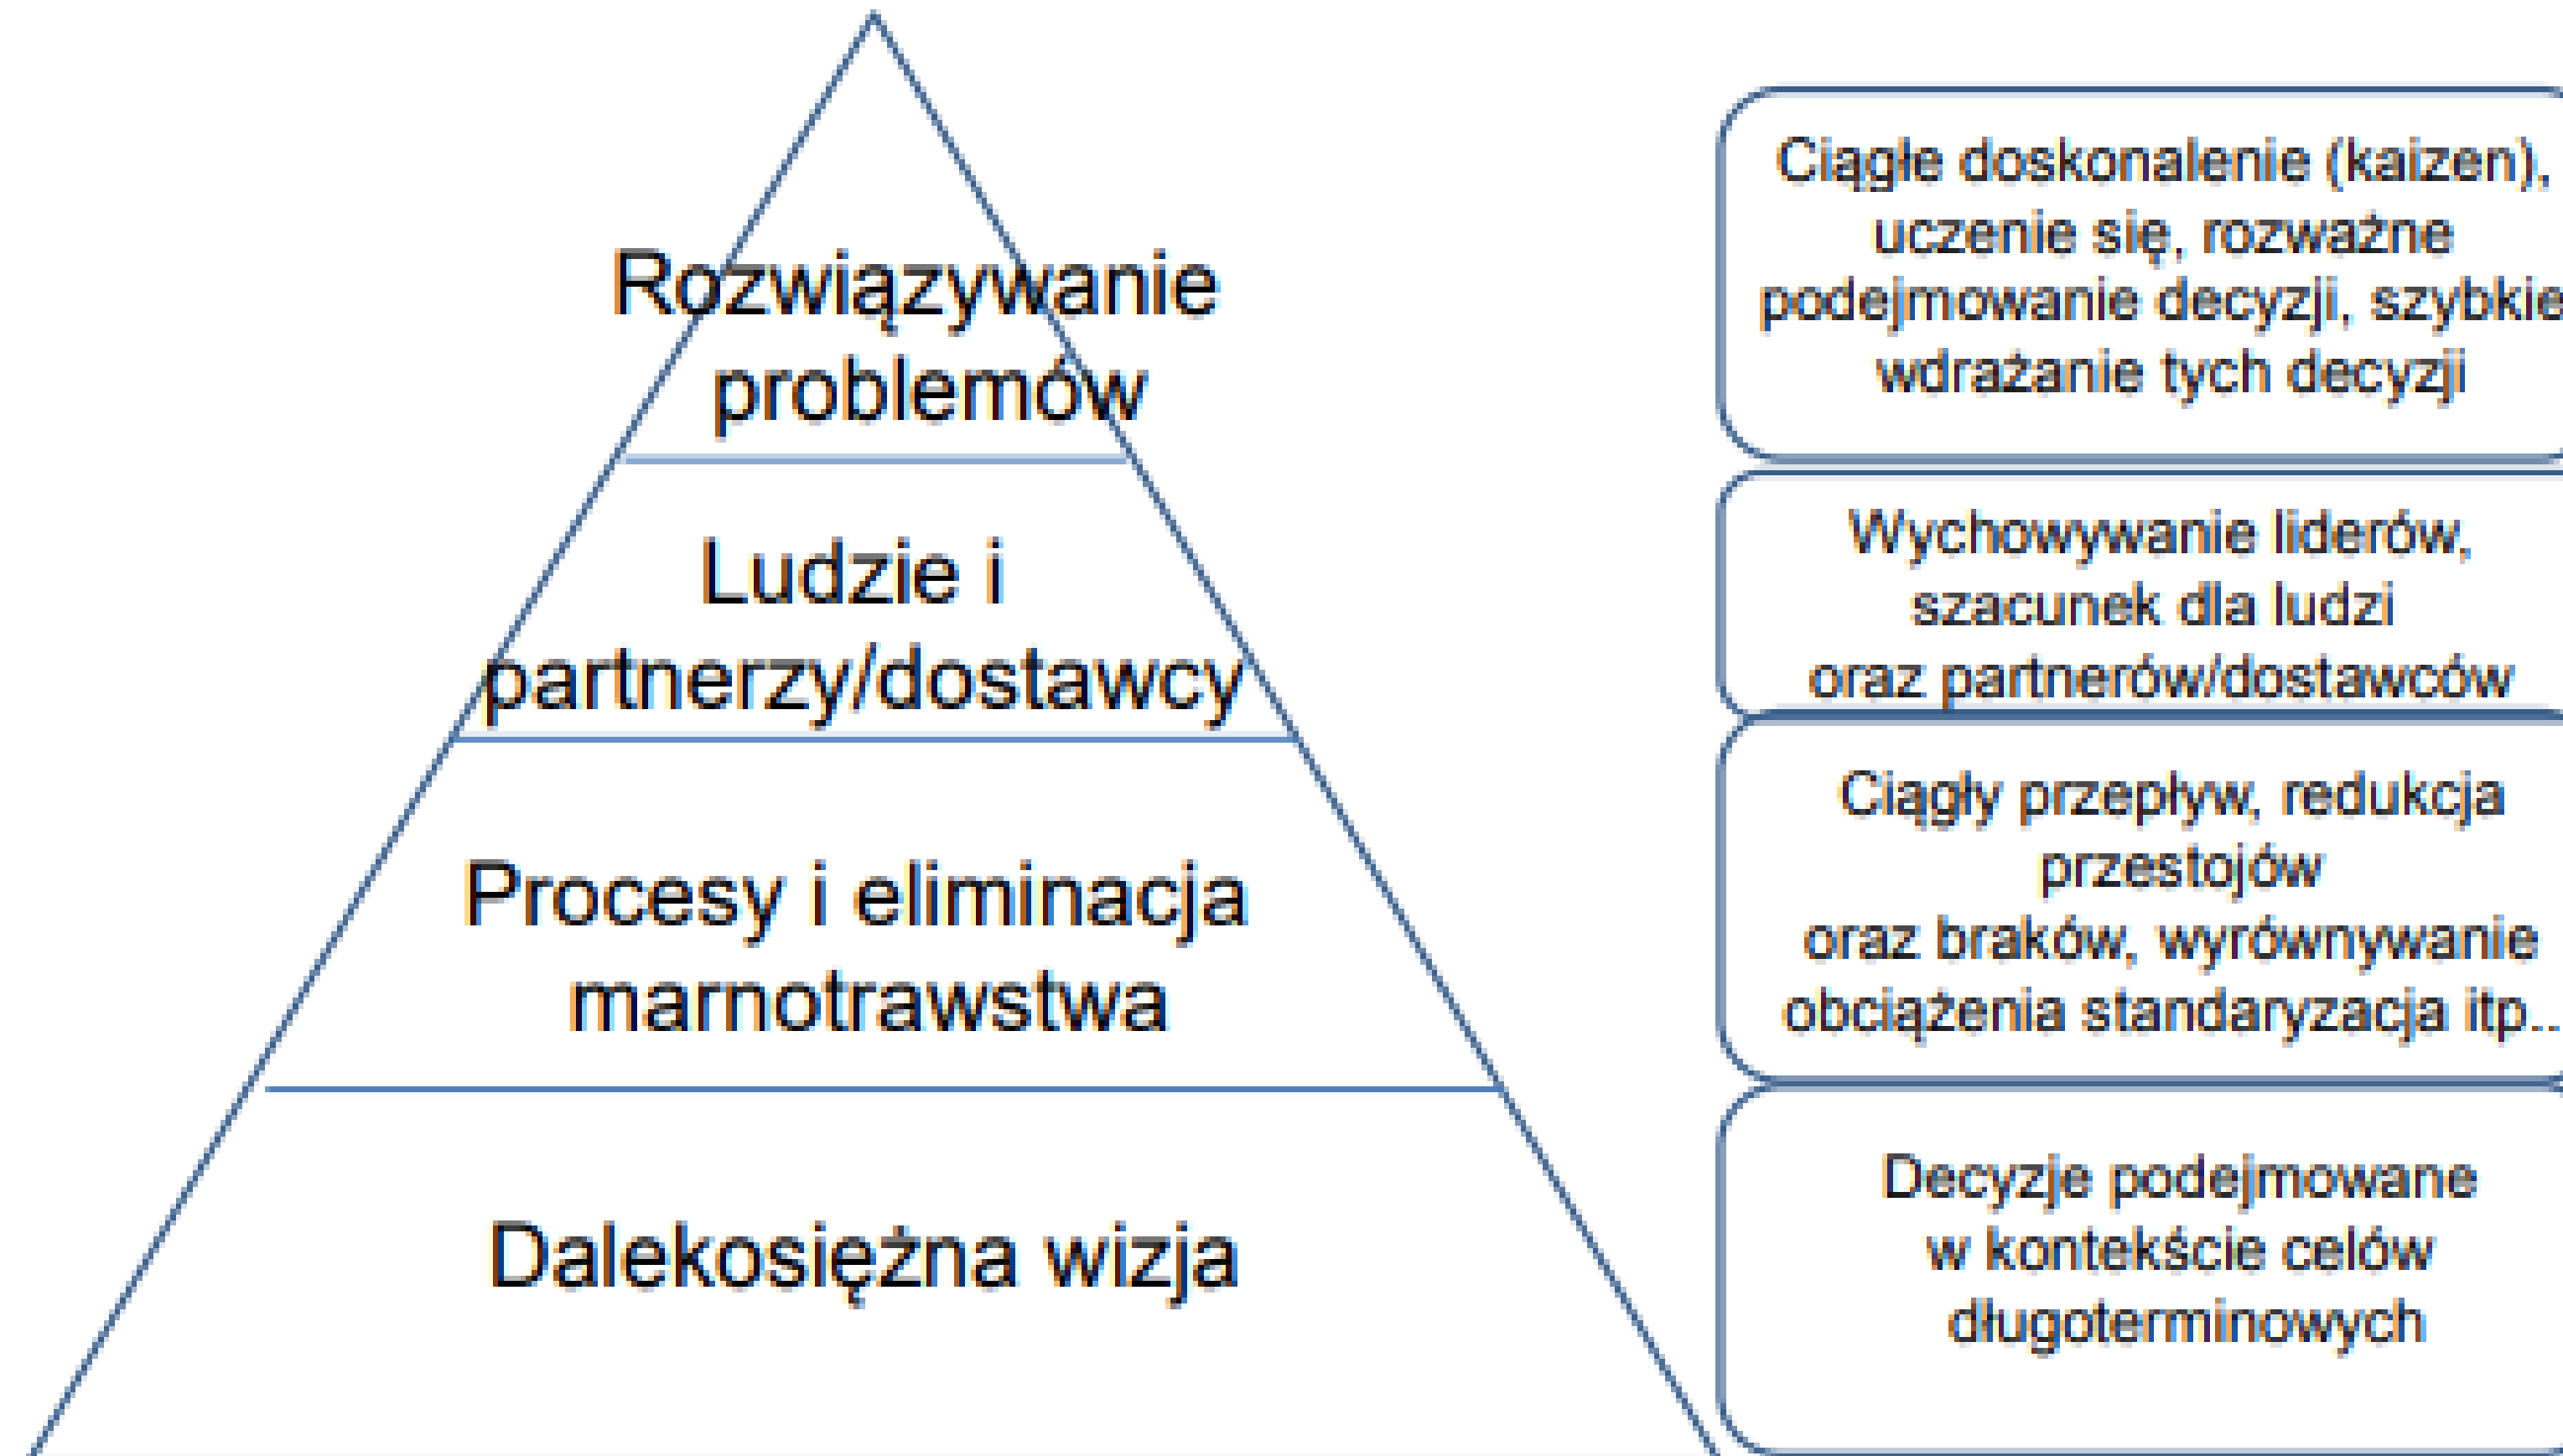 Rozwiązywanie
problemów
Ludzie i
partnerzy/dostawcy
Procesy i eliminacja
marnotrawstwa
Dalekosiężna wizja
Ciągłe doskonalenie (kaizen),
uczenie się, rozważne
podejmowanie decyzji, szybkie
wdrażanie tych decyzji
Wychowywanie liderów,
szacunek dla ludzi
oraz partnerów/dostawców
Ciągły przepływ, redukcja
przestojów
oraz braków, wyrównywanie
obciążenia standaryzacja itp..
Decyzje podejmowane
w kontekście celów
długoterminowych